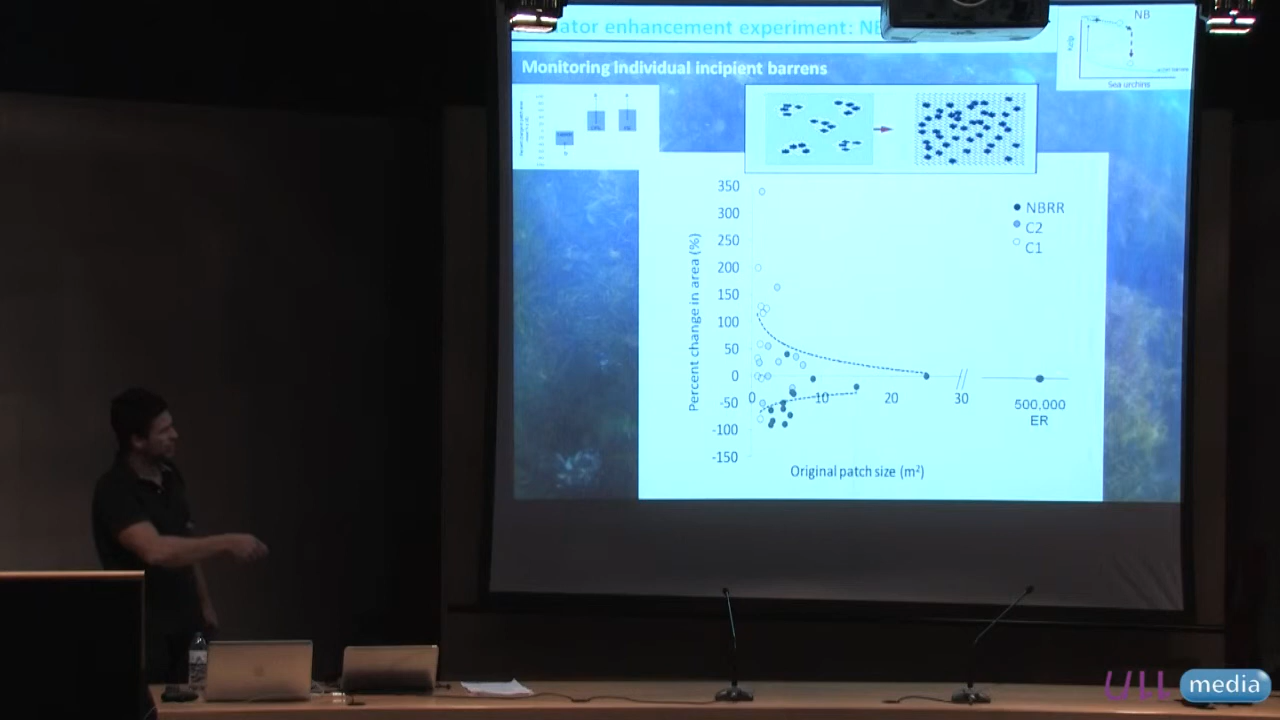 ator enhancement experiment: NB
Monitoring individual incipient barrens
NB
Kelp
Sea urchins
350
300
250
200
150
100
50
0
-50
-100
-150
Percent change in area (%)
NBRR
C2
C1
0
10
20
30
500,000
ER
Original patch size (m²)
ULL media